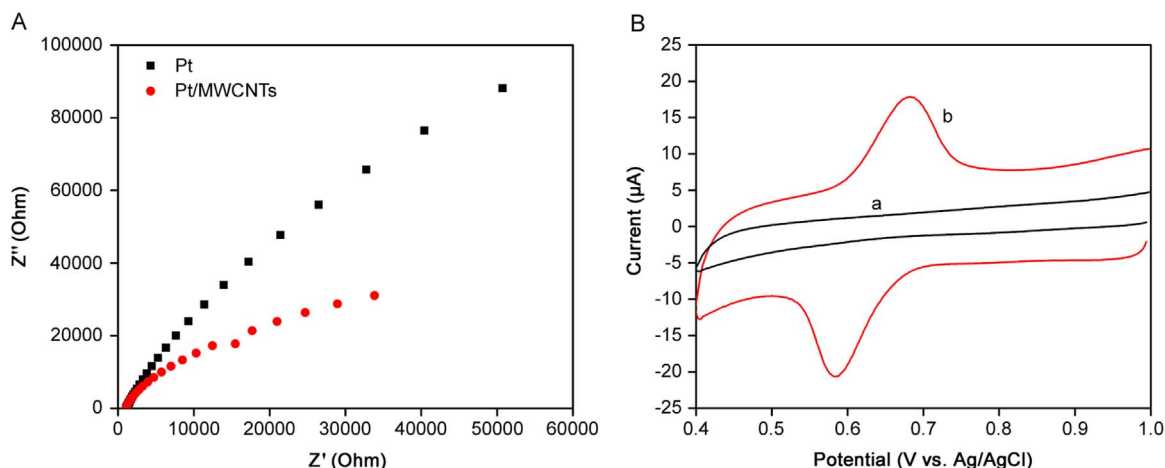 A
100000
80000
60000
40000
20000
0
Z'' (Ohm)
Pt
Pt/MWCNTs
0 10000 20000 30000 40000 50000 60000
Z' (Ohm)
B
25
20
15
10
5
0
-5
-10
-15
-20
-25
Current (µA)
b
a
0.4 0.5 0.6 0.7 0.8 0.9 1.0
Potential (V vs. Ag/AgCl)